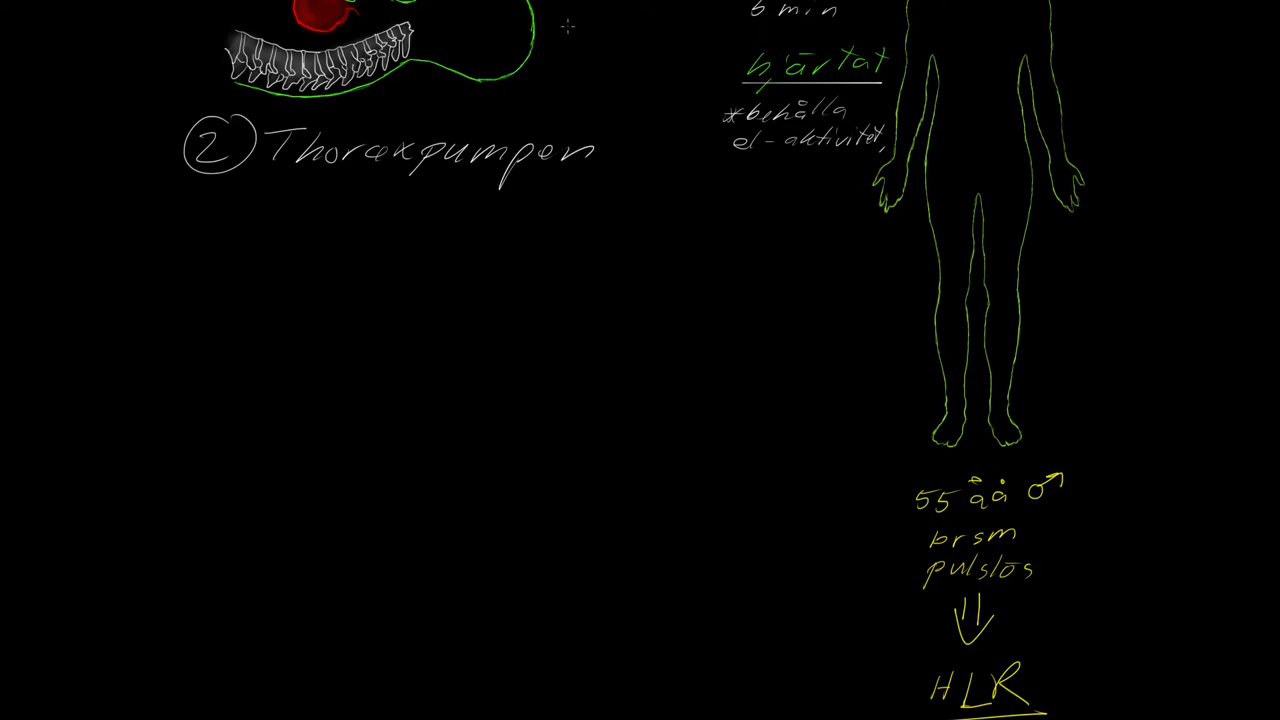 5 min
hjärtat
*behålla
el-aktivitet,
② Thoraxpumpen
55 åå ♂
brsm
pulslös
⇓
HLR